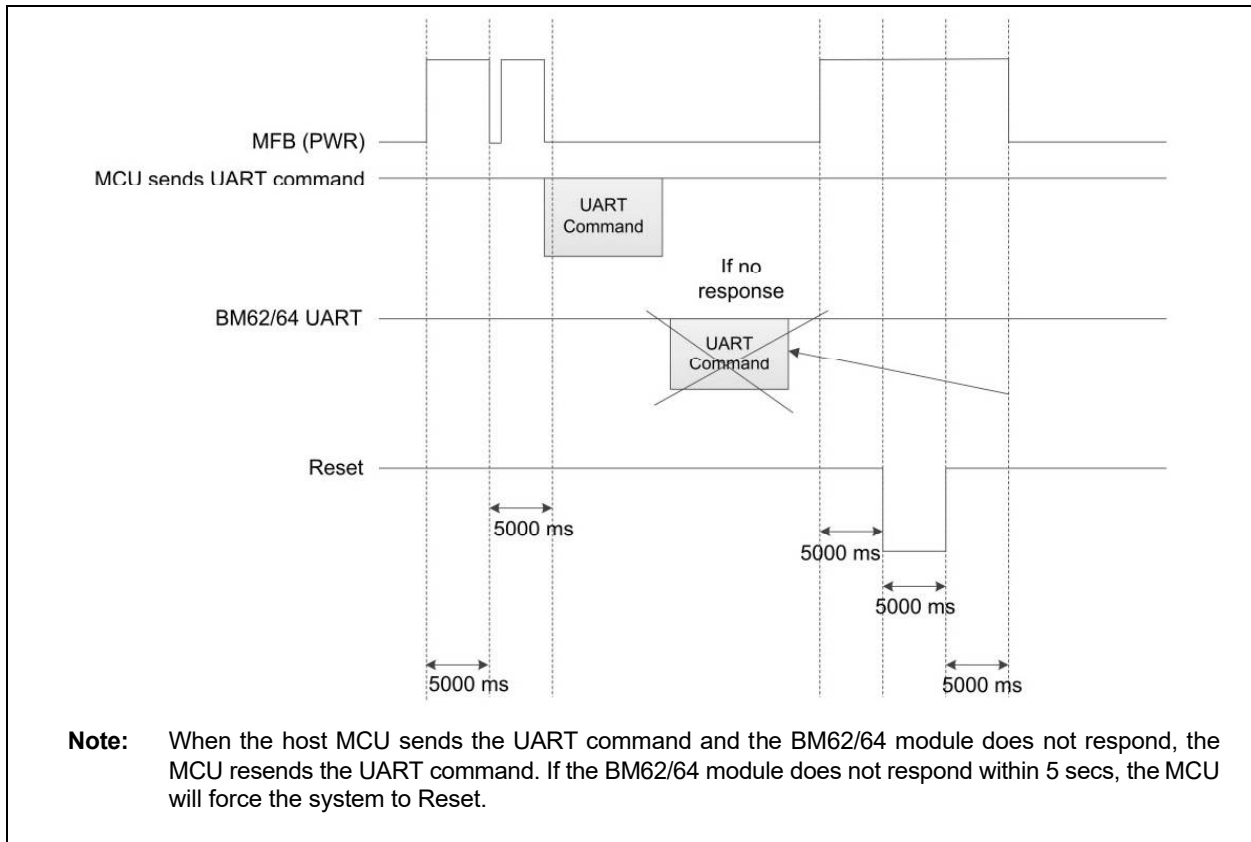 MFB (PWR)
MCU sends UART command
UART
Command
If no
response
BM62/64 UART
UART
Command
Reset
5000 ms
5000 ms
5000 ms
5000 ms
5000 ms
Note: When the host MCU sends the UART command and the BM62/64 module does not respond, the
MCU resends the UART command. If the BM62/64 module does not respond within 5 secs, the MCU
will force the system to Reset.